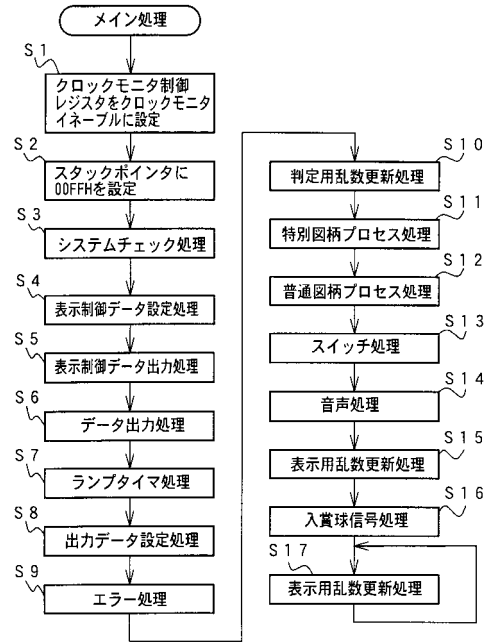 メイン処理
S1
クロックモニタ制御
レジスタをクロックモニタ
イネーブルに設定
S2
スタックポインタに
00FFHを設定
S3
システムチェック処理
S4
表示制御データ設定処理
S5
表示制御データ出力処理
S6
データ出力処理
S7
ランプタイマ処理
S8
出力データ設定処理
S9
エラー処理
S10
判定用乱数更新処理
S11
特別図柄プロセス処理
S12
普通図柄プロセス処理
S13
スイッチ処理
S14
音声処理
S15
表示用乱数更新処理
S16
入賞球信号処理
S17
表示用乱数更新処理